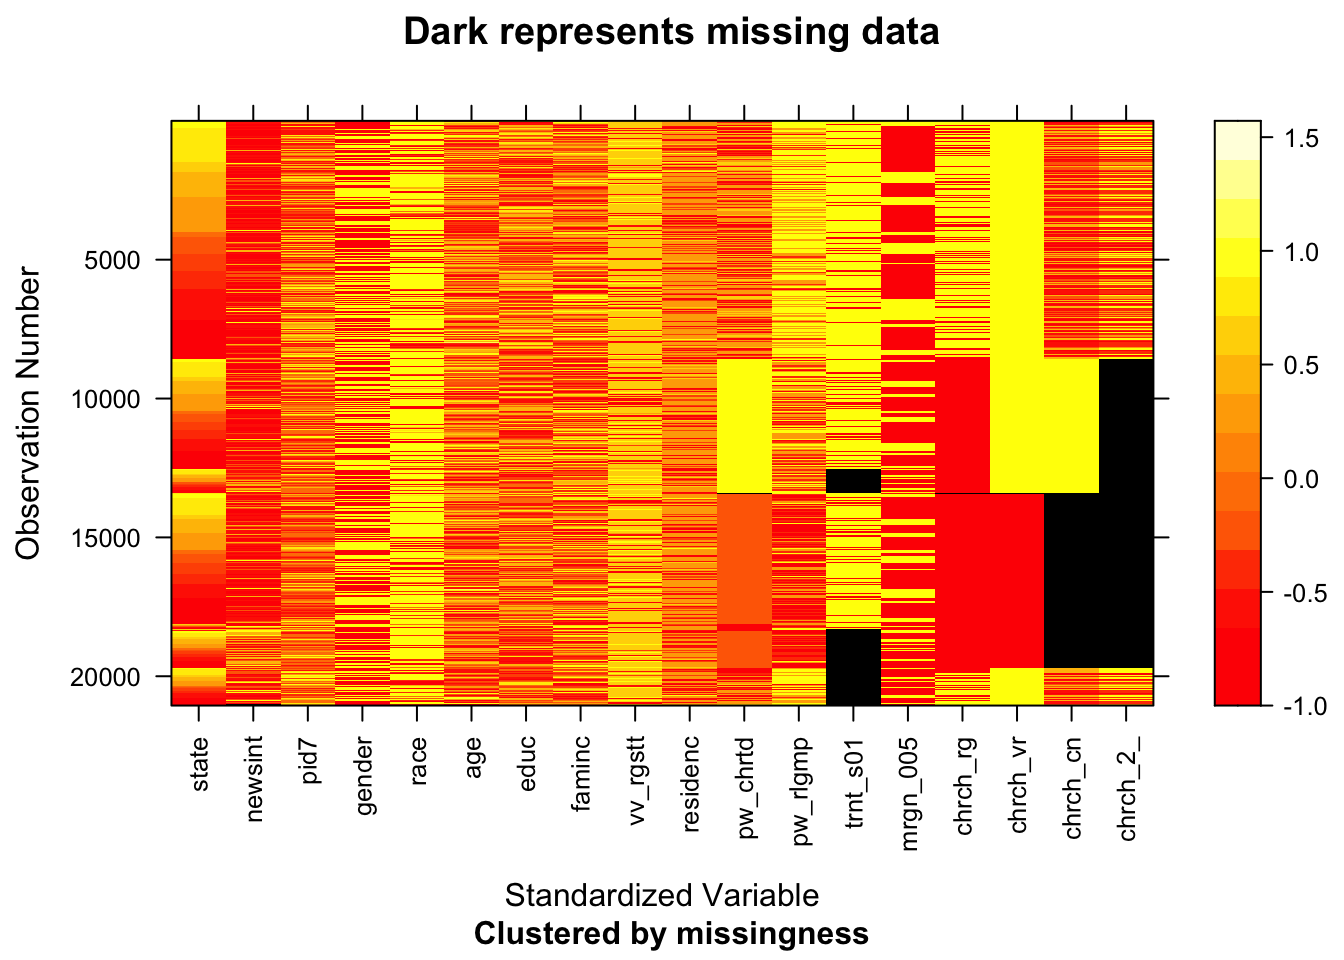 Dark represents missing data
Observation Number
5000
10000
15000
20000
1.5
1.0
0.5
0.0
-0.5
-1.0
state
newsint
pid7
gender
race
age
educ
faminc
vv_rgstt
residenc
pw_chrtd
pw_rlgmp
trnt_s01
mrgn_005
chrch_rg
chrch_vr
chrch_cn
chrch_2_
Standardized Variable
Clustered by missingness